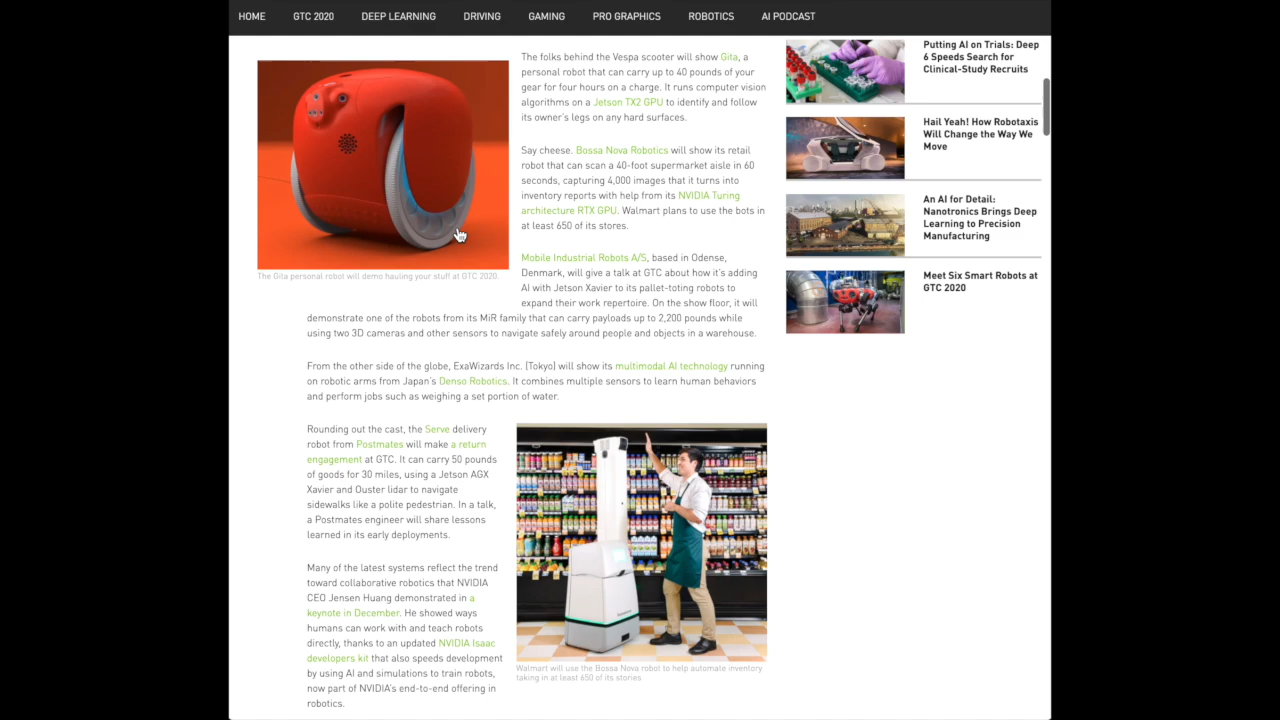 HOME GTC 2020 DEEP LEARNING DRIVING GAMING PRO GRAPHICS ROBOTICS AI PODCAST
The folks behind the Vespa scooter will show Gita, a
personal robot that can carry up to 40 pounds of your
gear for four hours on a charge. It runs computer vision
algorithms on a Jetson TX2 GPU to identify and follow
its owner's legs on any hard surfaces.
The Gita personal robot will demo hauling your stuff at GTC 2020.
Say cheese. Bossa Nova Robotics will show its retail
robot that can scan a 40-foot supermarket aisle in 60
seconds, capturing 4,000 images that it turns into
inventory reports with help from its NVIDIA Turing
architecture RTX GPU. Walmart plans to use the bots in
at least 650 of its stores.
Mobile Industrial Robots A/S, based in Odense,
Denmark, will give a talk at GTC about how it's adding
AI with Jetson Xavier to its pallet-toting robots to
expand their work repertoire. On the show floor, it will
demonstrate one of the robots from its MiR family that can carry payloads up to 2,200 pounds while
using two 3D cameras and other sensors to navigate safely around people and objects in a warehouse.
From the other side of the globe, ExaWizards Inc. (Tokyo) will show its multimodal AI technology running
on robotic arms from Japan's Denso Robotics. It combines multiple sensors to learn human behaviors
and perform jobs such as weighing a set portion of water.
Rounding out the cast, the Serve delivery
robot from Postmates will make a return
engagement at GTC. It can carry 50 pounds
of goods for 30 miles, using a Jetson AGX
Xavier and Ouster lidar to navigate
sidewalks like a polite pedestrian. In a talk,
a Postmates engineer will share lessons
learned in its early deployments.
Many of the latest systems reflect the trend
toward collaborative robotics that NVIDIA
CEO Jensen Huang demonstrated in a
keynote in December. He showed ways
humans can work with and teach robots
directly, thanks to an updated NVIDIA Isaac
developers kit that also speeds development
by using AI and simulations to train robots,
now part of NVIDIA's end-to-end offering in
robotics.
Walmart will use the Bossa Nova robot to help automate inventory
taking in at least 650 of its stories
Putting AI on Trials: Deep
6 Speeds Search for
Clinical-Study Recruits
Hail Yeah! How Robotaxis
Will Change the Way We
Move
An AI for Detail:
Nanotronics Brings Deep
Learning to Precision
Manufacturing
Meet Six Smart Robots at
GTC 2020